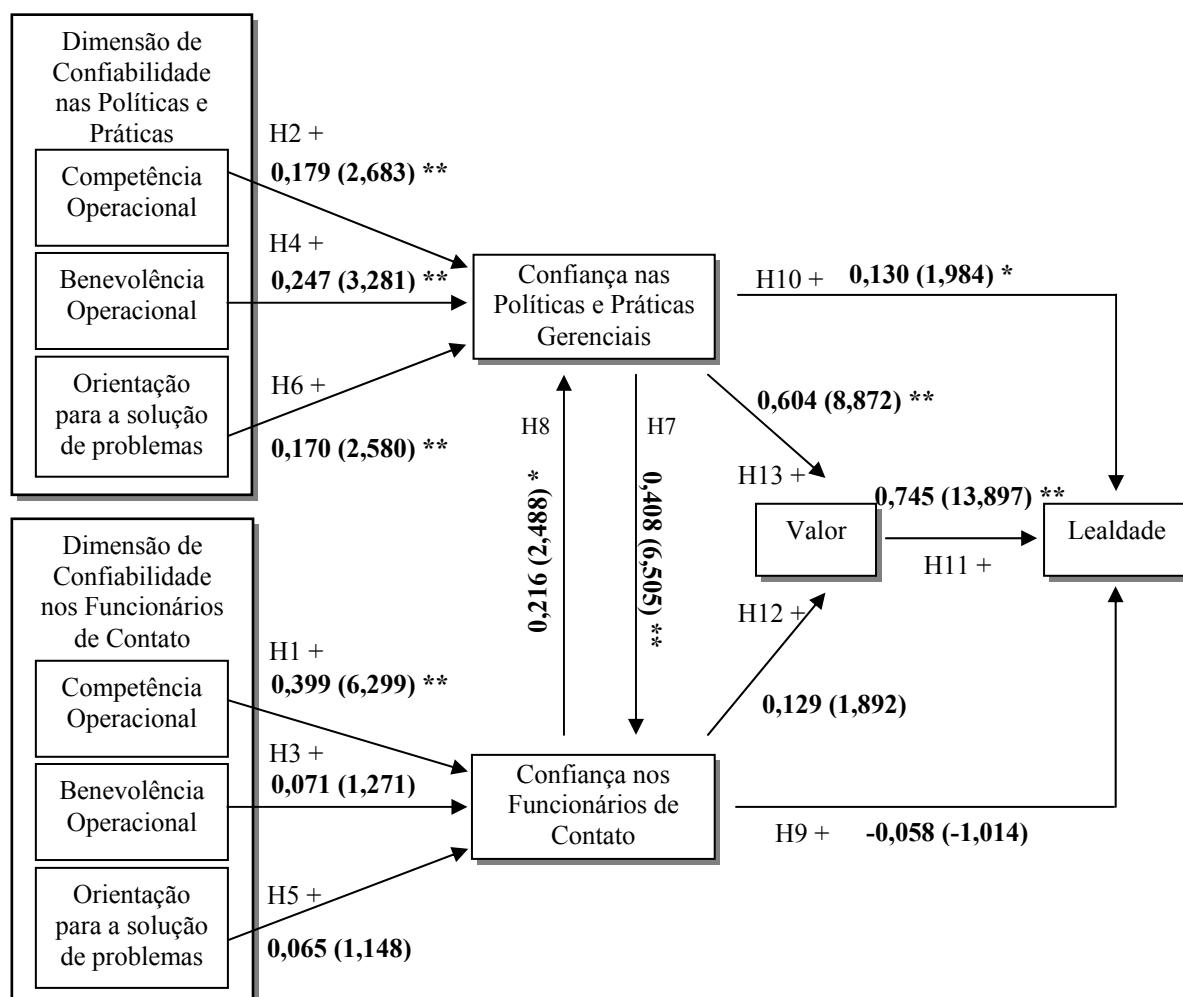 Dimensão de
Confiabilidade
nas Políticas e
Práticas
Competência
Operacional
Benevolência
Operacional
Orientação
para a solução
de problemas
H2 +
0,179 (2,683) **
H4 +
0,247 (3,281) **
H6 +
0,170 (2,580) **
Confiança nas
Políticas e Práticas
Gerenciais
H10 + 0,130 (1,984) *
H8
0,216 (2,488) *
H7
0,408 (6,505) **
0,604 (8,872) **
H13 +
0,745 (13,897) **
Valor
H11 +
Lealdade
H12 +
0,129 (1,892)
Dimensão de
Confiabilidade
nos Funcionários
de Contato
Competência
Operacional
Benevolência
Operacional
Orientação
para a solução
de problemas
H1 +
0,399 (6,299) **
H3 +
0,071 (1,271)
H5 +
0,065 (1,148)
Confiança nos
Funcionários de
Contato
H9 + -0,058 (-1,014)